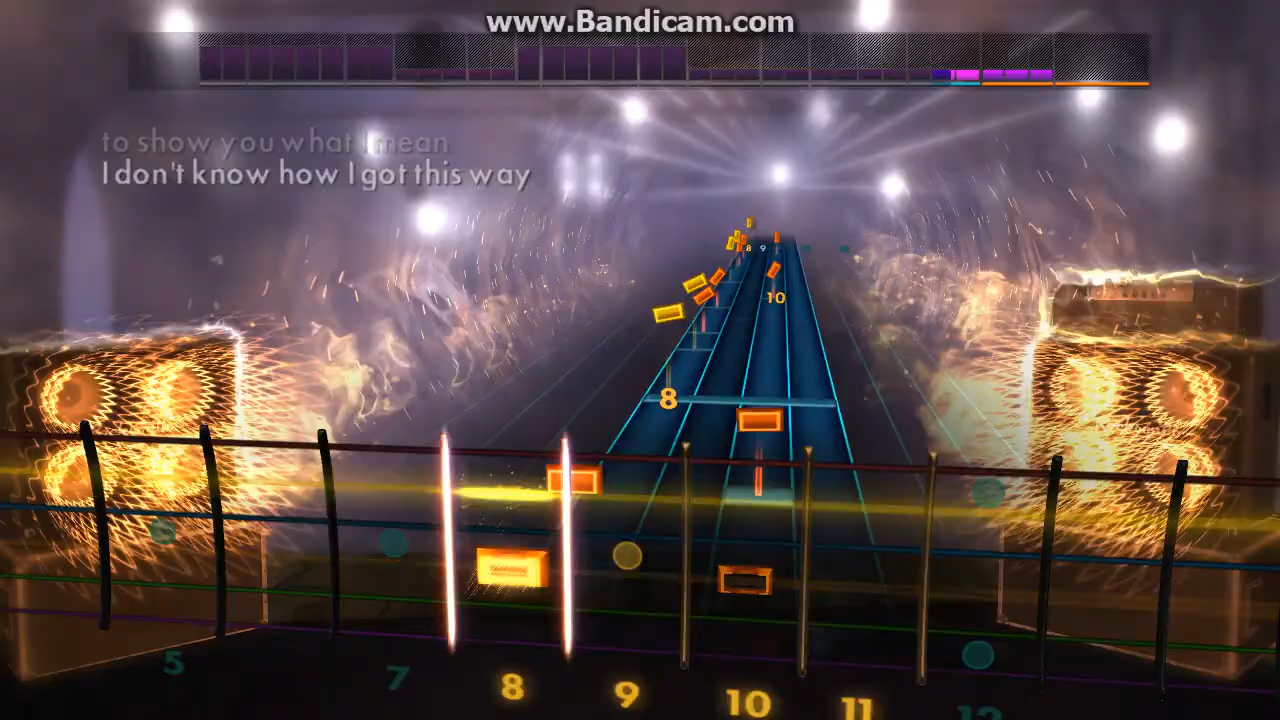 www.Bandicam.com
to show you what I mean
I don't know how I got this way
8 9
10
8
5 7 8 9 10 11 12